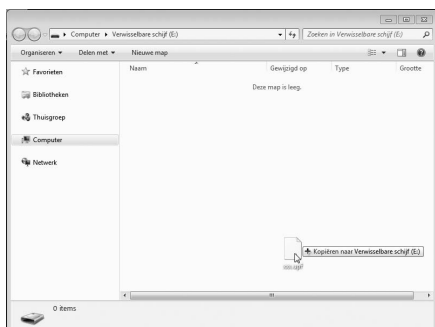 Computer ▸ Verwisselbare schijf (E:)
Zoeken in Verwisselbare schijf (E:)
Organiseren ▾ Delen met ▾ Nieuwe map
Naam Gewijzigd op Type Grootte
Favorieten
Deze map is leeg.
Bibliotheken
Thuisgroep
Computer
Netwerk
Kopiëren naar Verwisselbare schijf (E:)
0 items